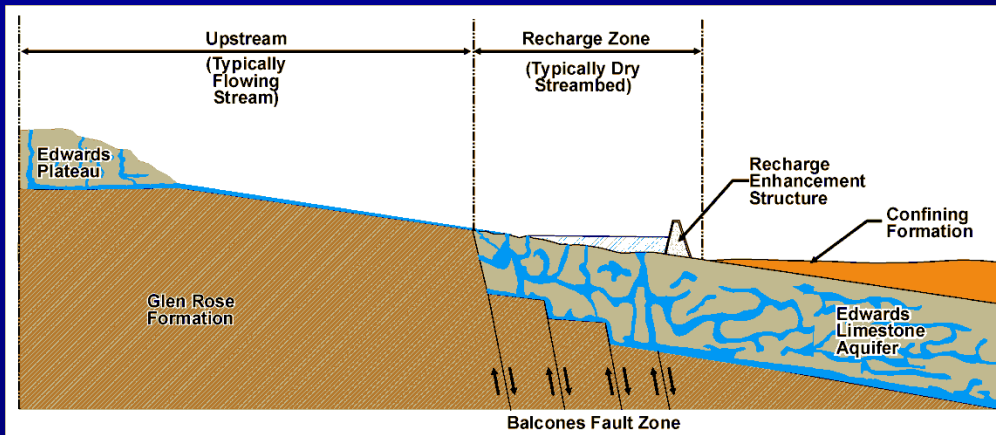 Upstream
(Typically
Flowing
Stream)
Recharge Zone
(Typically Dry
Streambed)
Edwards
Plateau
Recharge
Enhancement
Structure
Confining
Formation
Glen Rose
Formation
Edwards
Limestone
Aquifer
Balcones Fault Zone